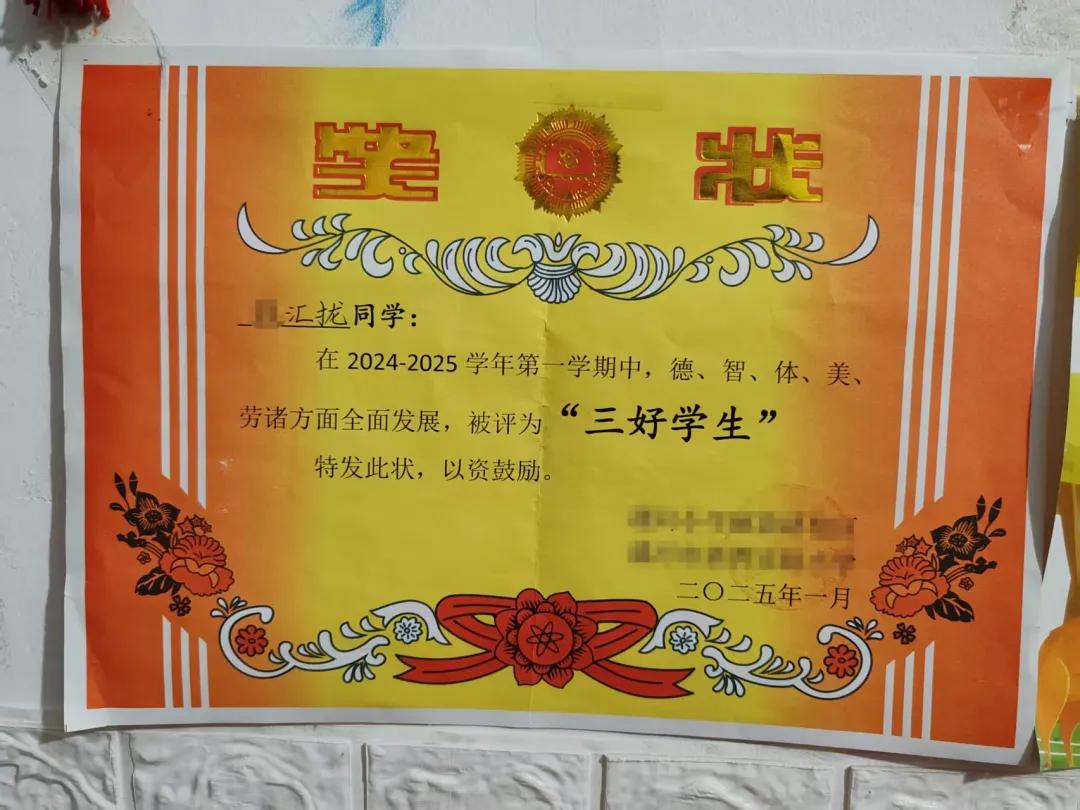 奖状
汇拢同学：
在 2024-2025 学年第一学期中，德、智、体、美、
劳诸方面全面发展，被评为“三好学生”
特发此状，以资鼓励。
二〇二五年一月